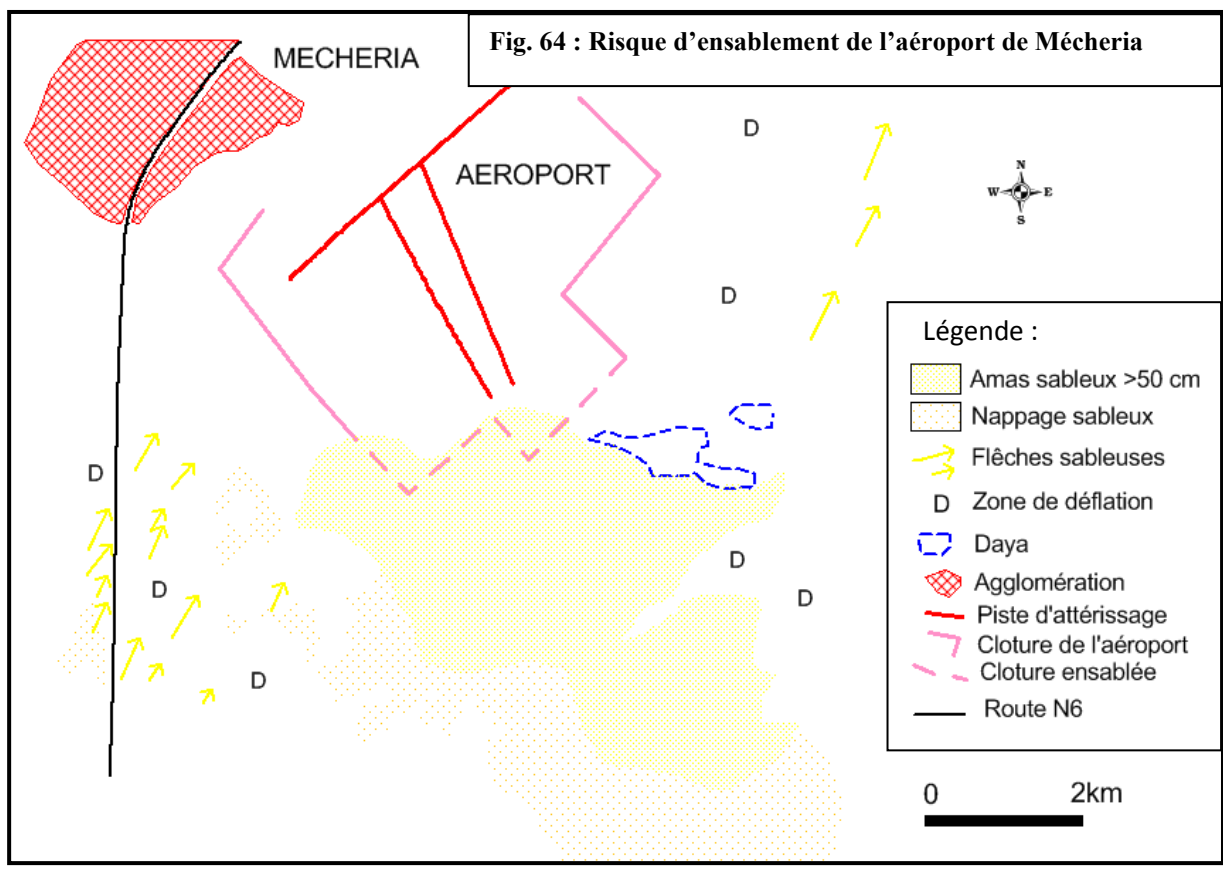 Fig. 64 : Risque d’ensablement de l’aéroport de Mécheria
MECHERIA
AEROPORT
D
D
D
D
D
D
D
N
W
E
S
Légende :
Amas sableux >50 cm
Nappage sableux
Flêches sableuses
D Zone de déflation
Daya
Agglomération
Piste d'attérissage
Cloture de l'aéroport
Cloture ensablée
Route N6
0 2km